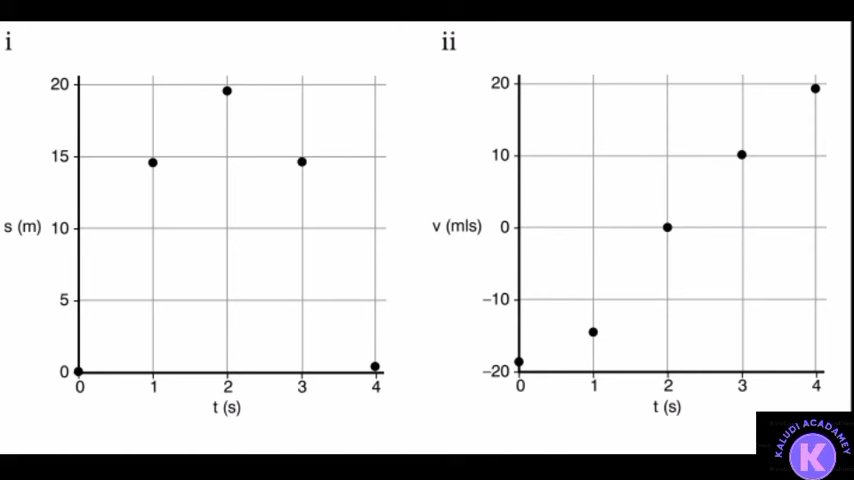 i
20
15
s (m) 10
5
0
0 1 2 3 4
t (s)
ii
20
10
v (mls) 0
–10
–20
0 1 2 3 4
t (s)
KALUDI ACADAMEY
K